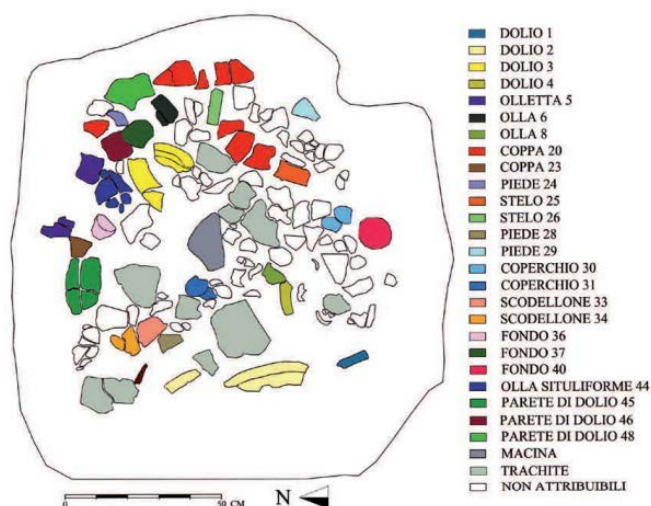 DOLIO 1
DOLIO 2
DOLIO 3
DOLIO 4
OLLETTA 5
OLLA 6
OLLA 8
COPPA 20
COPPA 23
PIEDE 24
STELO 25
STELO 26
PIEDE 28
PIEDE 29
COPERCHIO 30
COPERCHIO 31
SCODELLONE 33
SCODELLONE 34
FONDO 36
FONDO 37
FONDO 40
OLLA SITULIFORME 44
PARETE DI DOLIO 45
PARETE DI DOLIO 46
PARETE DI DOLIO 48
MACINA
TRACHITE
NON ATTRIBUIBILI
0 50 CM N